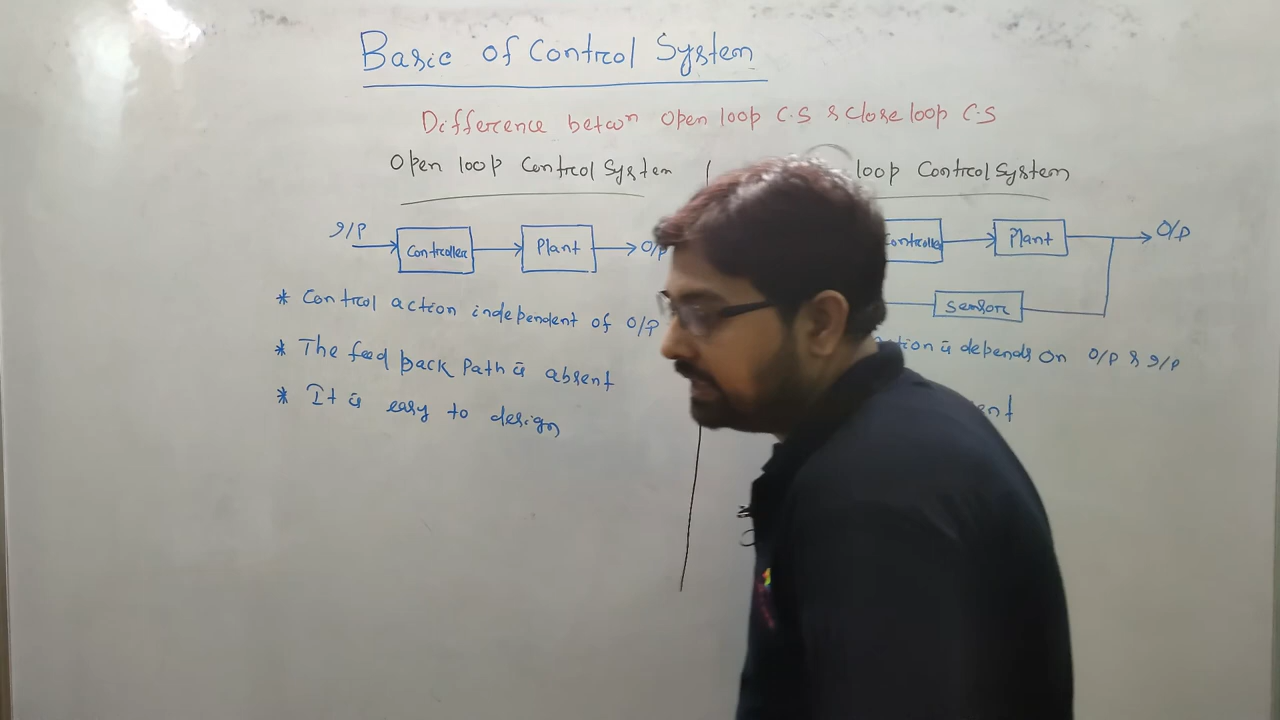 Basic of Control System
Difference betwn Open loop C.S & Close loop C.S
Open loop Control System
loop Control System
I/P Controller Plant O/P
Controller Plant O/P
Sensor
* Control action independent of O/P
* The feed back Path is absent
* It is easy to design
is depends on O/P & I/P